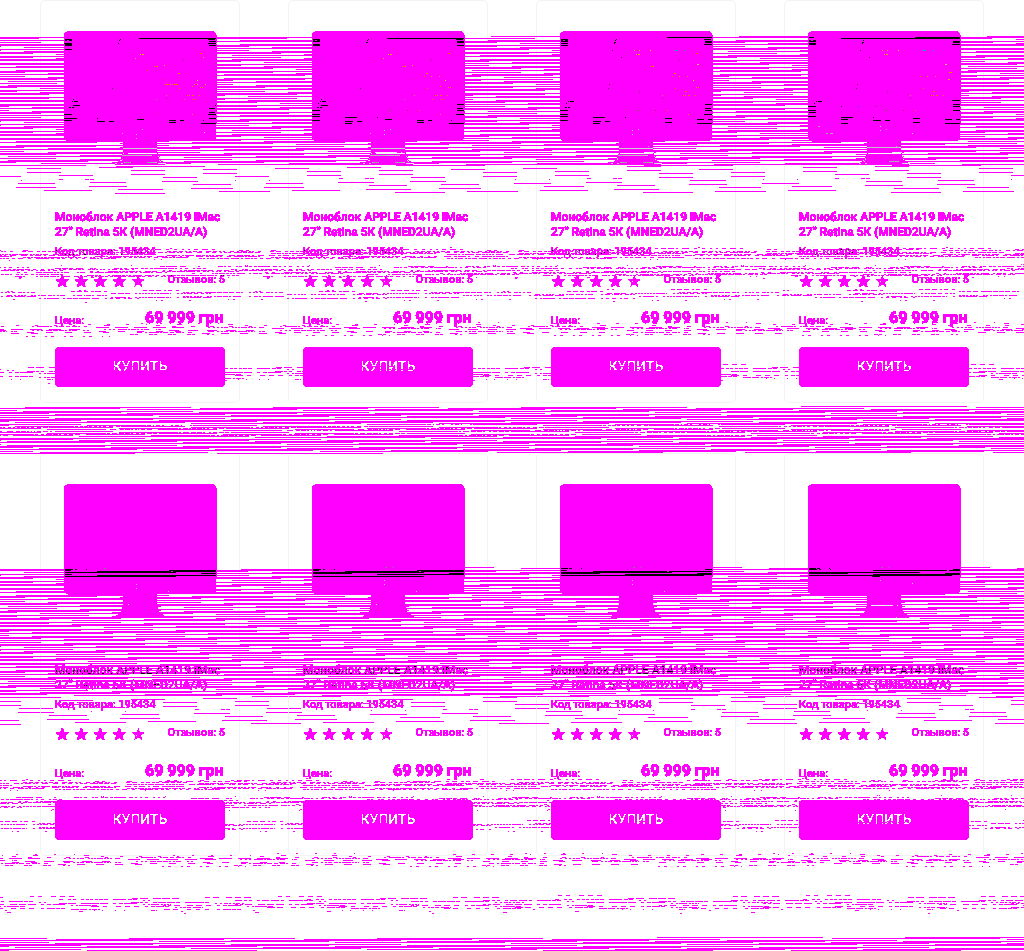 Моноблок APPLE A1419 iMac
27" Retina 5K (MNED2UA/A)
Код товара: 195434
Отзывов: 5
Цена:
69 999 грн
КУПИТЬ
Моноблок APPLE A1419 iMac
27" Retina 5K (MNED2UA/A)
Код товара: 195434
Отзывов: 5
Цена:
69 999 грн
КУПИТЬ
Моноблок APPLE A1419 iMac
27" Retina 5K (MNED2UA/A)
Код товара: 195434
Отзывов: 5
Цена:
69 999 грн
КУПИТЬ
Моноблок APPLE A1419 iMac
27" Retina 5K (MNED2UA/A)
Код товара: 195434
Отзывов: 5
Цена:
69 999 грн
КУПИТЬ
Моноблок APPLE A1419 iMac
27" Retina 5K (MNED2UA/A)
Код товара: 195434
Отзывов: 5
Цена:
69 999 грн
КУПИТЬ
Моноблок APPLE A1419 iMac
27" Retina 5K (MNED2UA/A)
Код товара: 195434
Отзывов: 5
Цена:
69 999 грн
КУПИТЬ
Моноблок APPLE A1419 iMac
27" Retina 5K (MNED2UA/A)
Код товара: 195434
Отзывов: 5
Цена:
69 999 грн
КУПИТЬ
Моноблок APPLE A1419 iMac
27" Retina 5K (MNED2UA/A)
Код товара: 195434
Отзывов: 5
Цена:
69 999 грн
КУПИТЬ